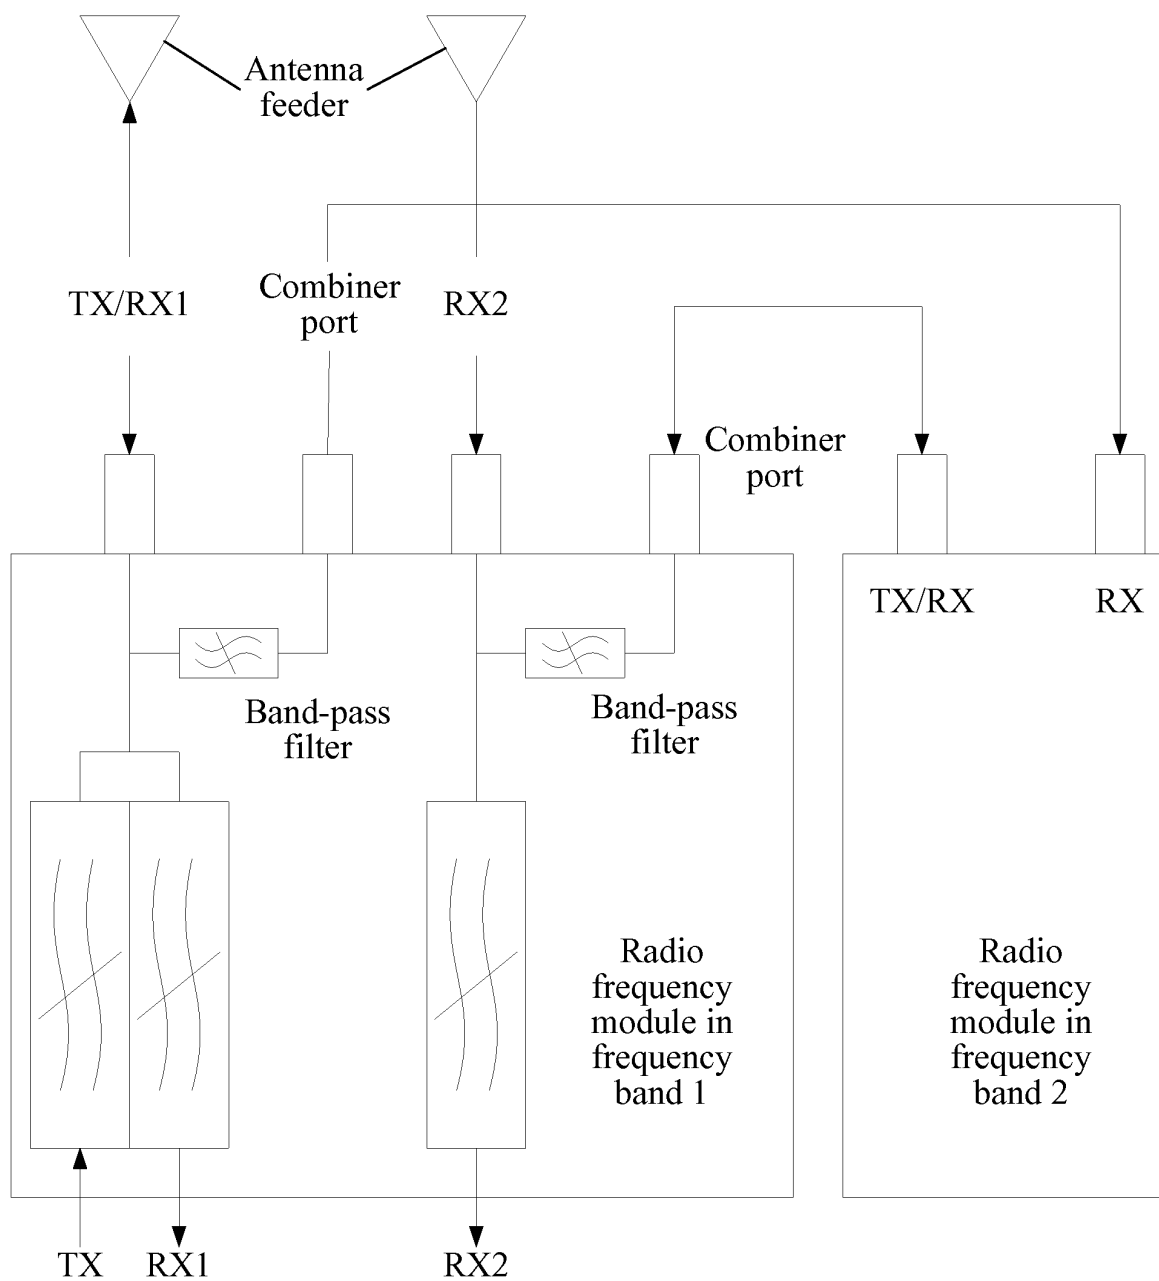 Antenna
feeder
TX/RX1
Combiner
port
RX2
Combiner
port
TX/RX
RX
Band-pass
filter
Band-pass
filter
Radio
frequency
module in
frequency
band 1
Radio
frequency
module in
frequency
band 2
TX
RX1
RX2